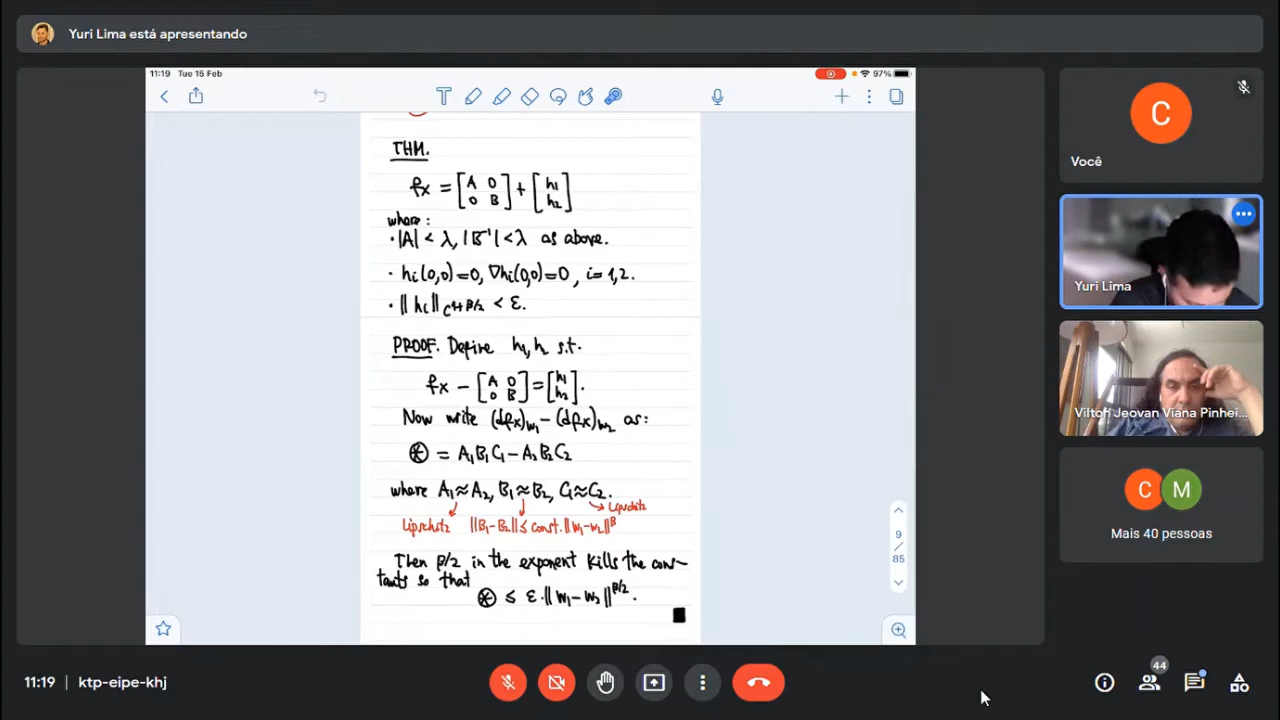 Yuri Lima está apresentando
11:19 Tue 15 Feb
97%
THM.
fx = [A 0 0 B] + [h1 h2]
where:
· |A| < λ, |B⁻¹| < λ as above.
· hi(0,0)=0, ∇hi(0,0)=0, i=1,2.
· || hi ||C1+β/2 < ε.
PROOF. Define h1, h2 s.t.
fx - [A 0 0 B] = [h1 h2].
Now write (dfx)w1 - (dfx)w2 as:
⊛ = A1B1C1 - A2B2C2
where A1≈A2, B1≈B2, C1≈C2.
Lipschitz
Lipschitz ||B1-B2|| ≤ const. ||w1-w2||β
Then β/2 in the exponent kills the cons-
tants so that
⊛ ≤ ε·|| w1-w2 ||β/2.
9
/
85
C
Você
Yuri Lima
Vilton Jeovan Viana Pinhei...
C M
Mais 40 pessoas
11:19 | ktp-eipe-khj
44